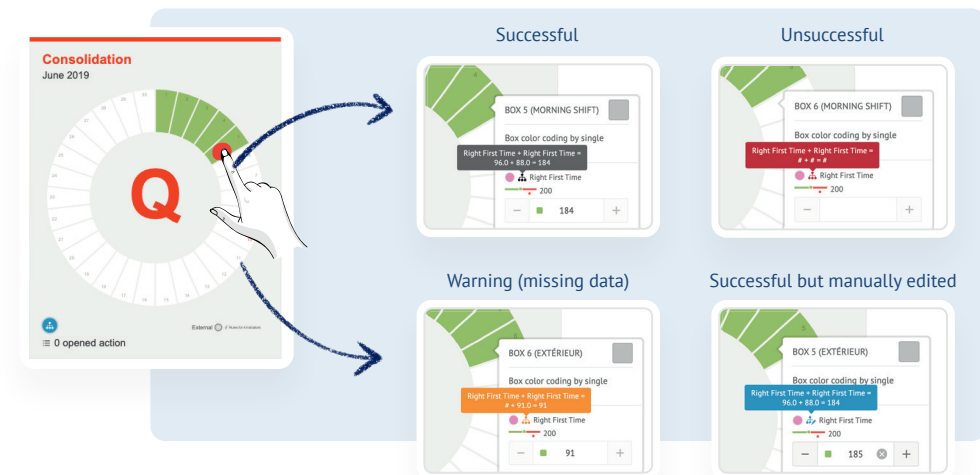 Consolidation
June 2019
Q
External
0 opened action
Successful
BOX 5 (MORNING SHIFT)
Box color coding by single
Right First Time + Right First Time =
96.0 + 88.0 = 184
Right First Time
200
− 184 +
Unsuccessful
BOX 6 (MORNING SHIFT)
Box color coding by single
Right First Time + Right First Time =
# + # = #
Right First Time
200
− +
Warning (missing data)
BOX 6 (EXTÉRIEUR)
Box color coding by single
Right First Time + Right First Time =
# + 91.0 = 91
Right First Time
200
− 91 +
Successful but manually edited
BOX 5 (EXTÉRIEUR)
Box color coding by single
Right First Time + Right First Time =
96.0 + 88.0 = 184
Right First Time
200
− 185 +